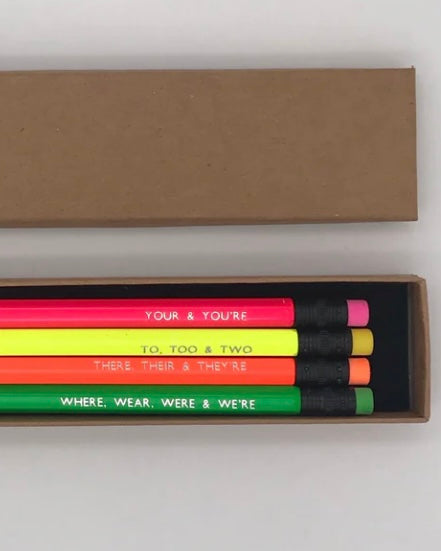 YOUR & YOU'RE
TO, TOO & TWO
THERE, THEIR & THEY'RE
WHERE, WEAR, WERE & WE'RE